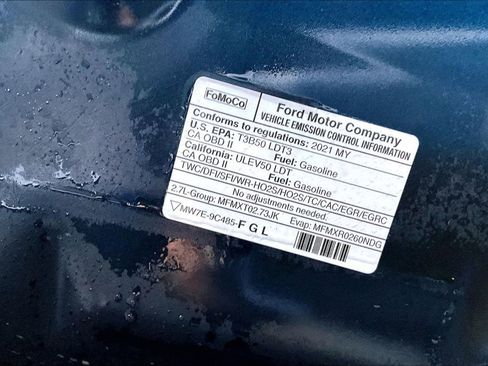 FoMoCo
Ford Motor Company
VEHICLE EMISSION CONTROL INFORMATION
Conforms to regulations: 2021 MY
U.S. EPA: T3B50 LDT3 Fuel: Gasoline
CA OBD II
California: ULEV50 LDT Fuel: Gasoline
CA OBD II
TWC/DFI/SFI/WR-HO2S/HO2S/TC/CAC/EGR/EGRC
No adjustments needed.
2.7L-Group: MFMXT02.73JK Evap: MFMXR0260NDG
MW7E-9C485-F G L